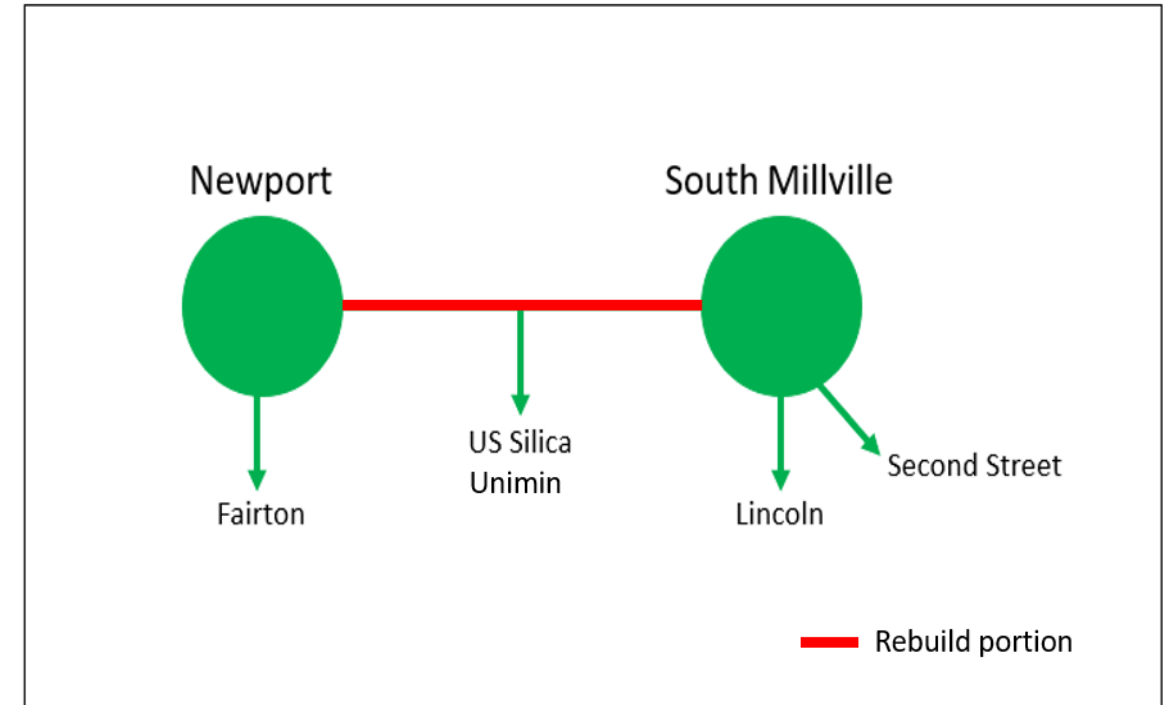 Newport
South Millville
US Silica
Unimin
Second Street
Fairton
Lincoln
Rebuild portion